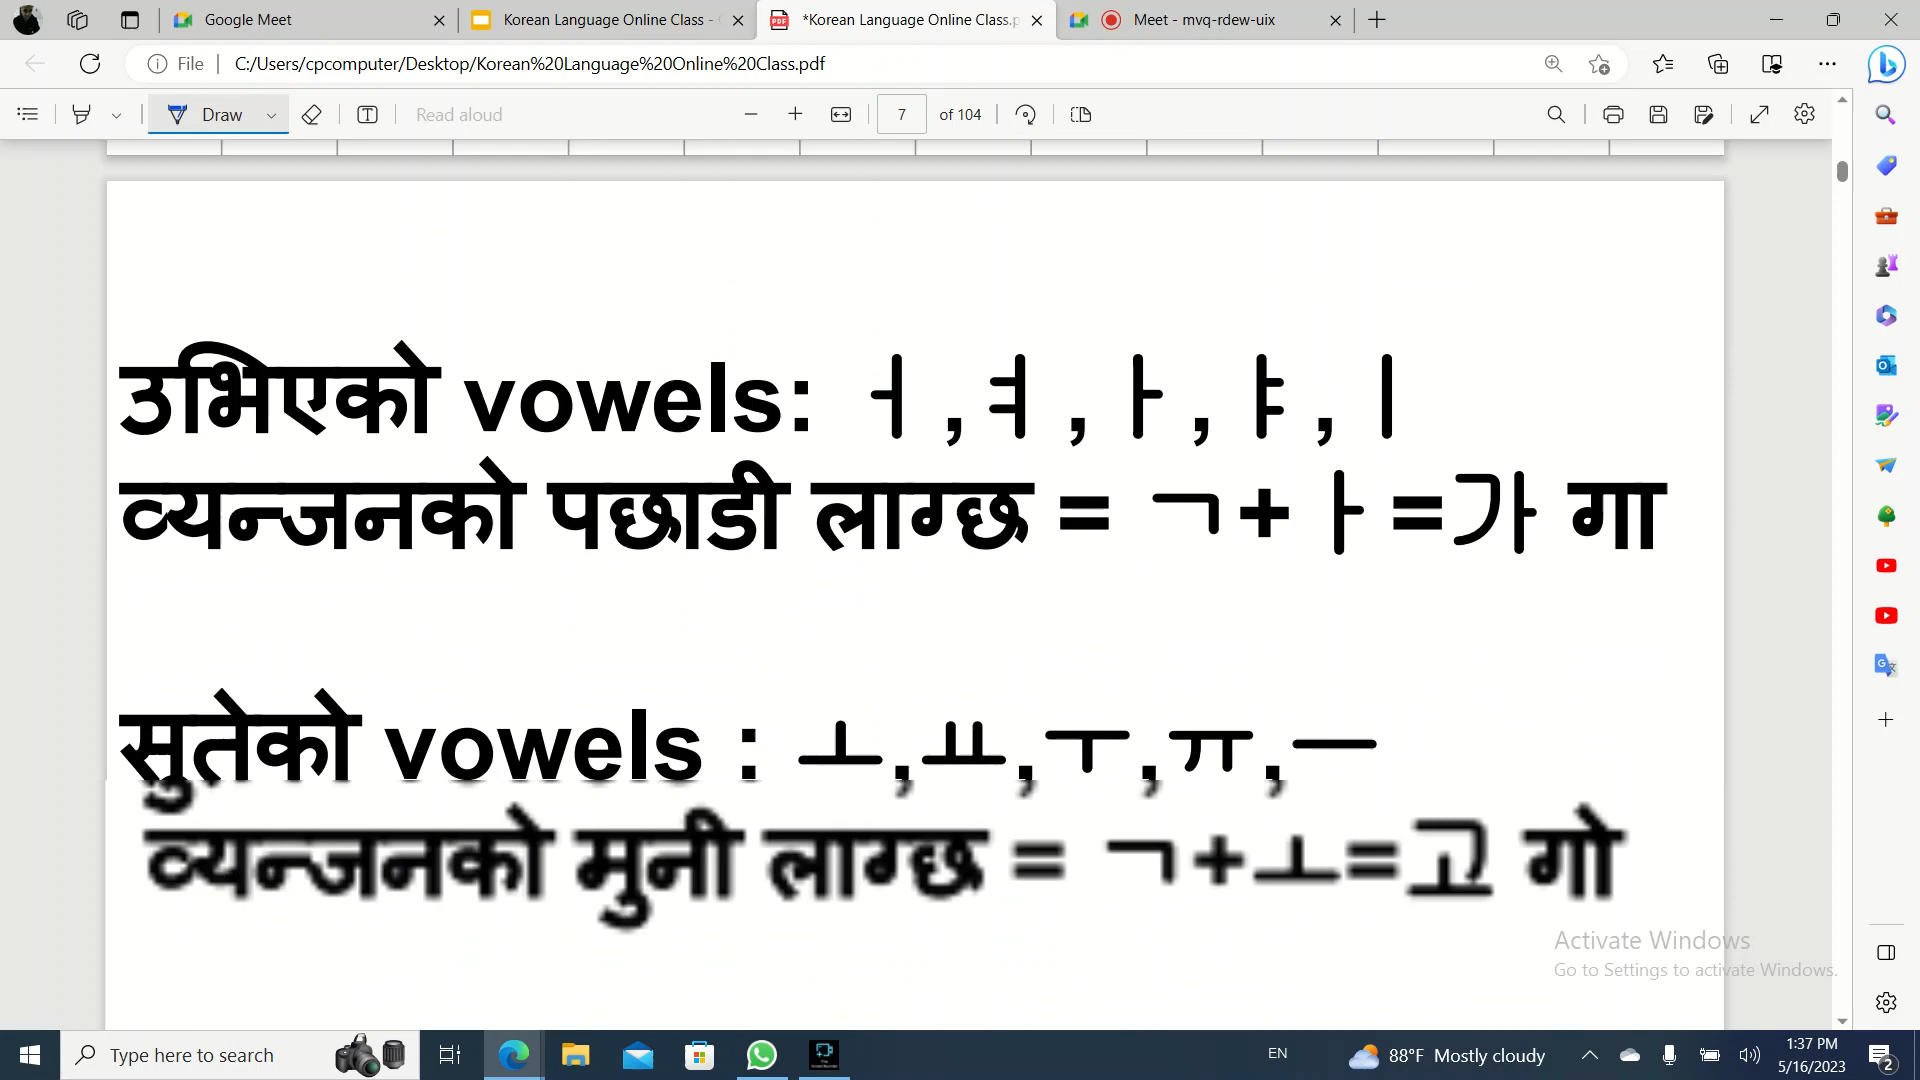 Google Meet
Korean Language Online Class -
*Korean Language Online Class.p
Meet - mvq-rdew-uix
File
C:/Users/cpcomputer/Desktop/Korean%20Language%20Online%20Class.pdf
Draw
Read aloud
7 of 104
उभिएको vowels: ㅓ,ㅕ,ㅏ,ㅑ,ㅣ
व्यन्जनको पछाडी लाग्छ = ㄱ+ㅏ=가 गा
सुतेको vowels : ㅗ,ㅛ,ㅜ,ㅠ,ㅡ
व्यन्जनको मुनी लाग्छ = ㄱ+ㅗ=고 गो
Activate Windows
Go to Settings to activate Windows.
Type here to search
EN
88°F Mostly cloudy
1:37 PM
5/16/2023
2